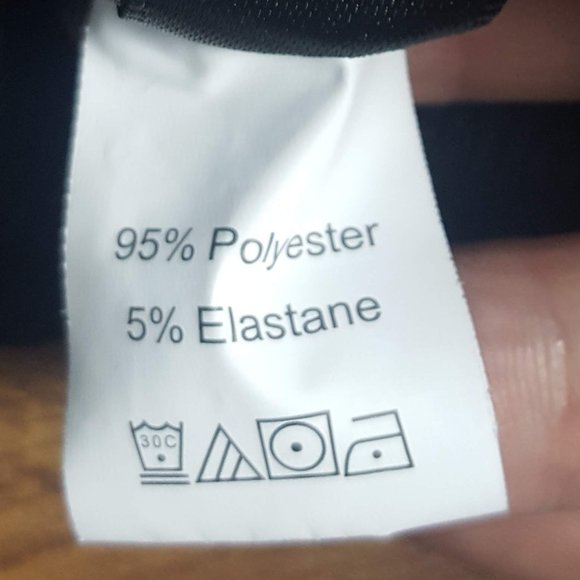 95% Polyester
5% Elastane
30C